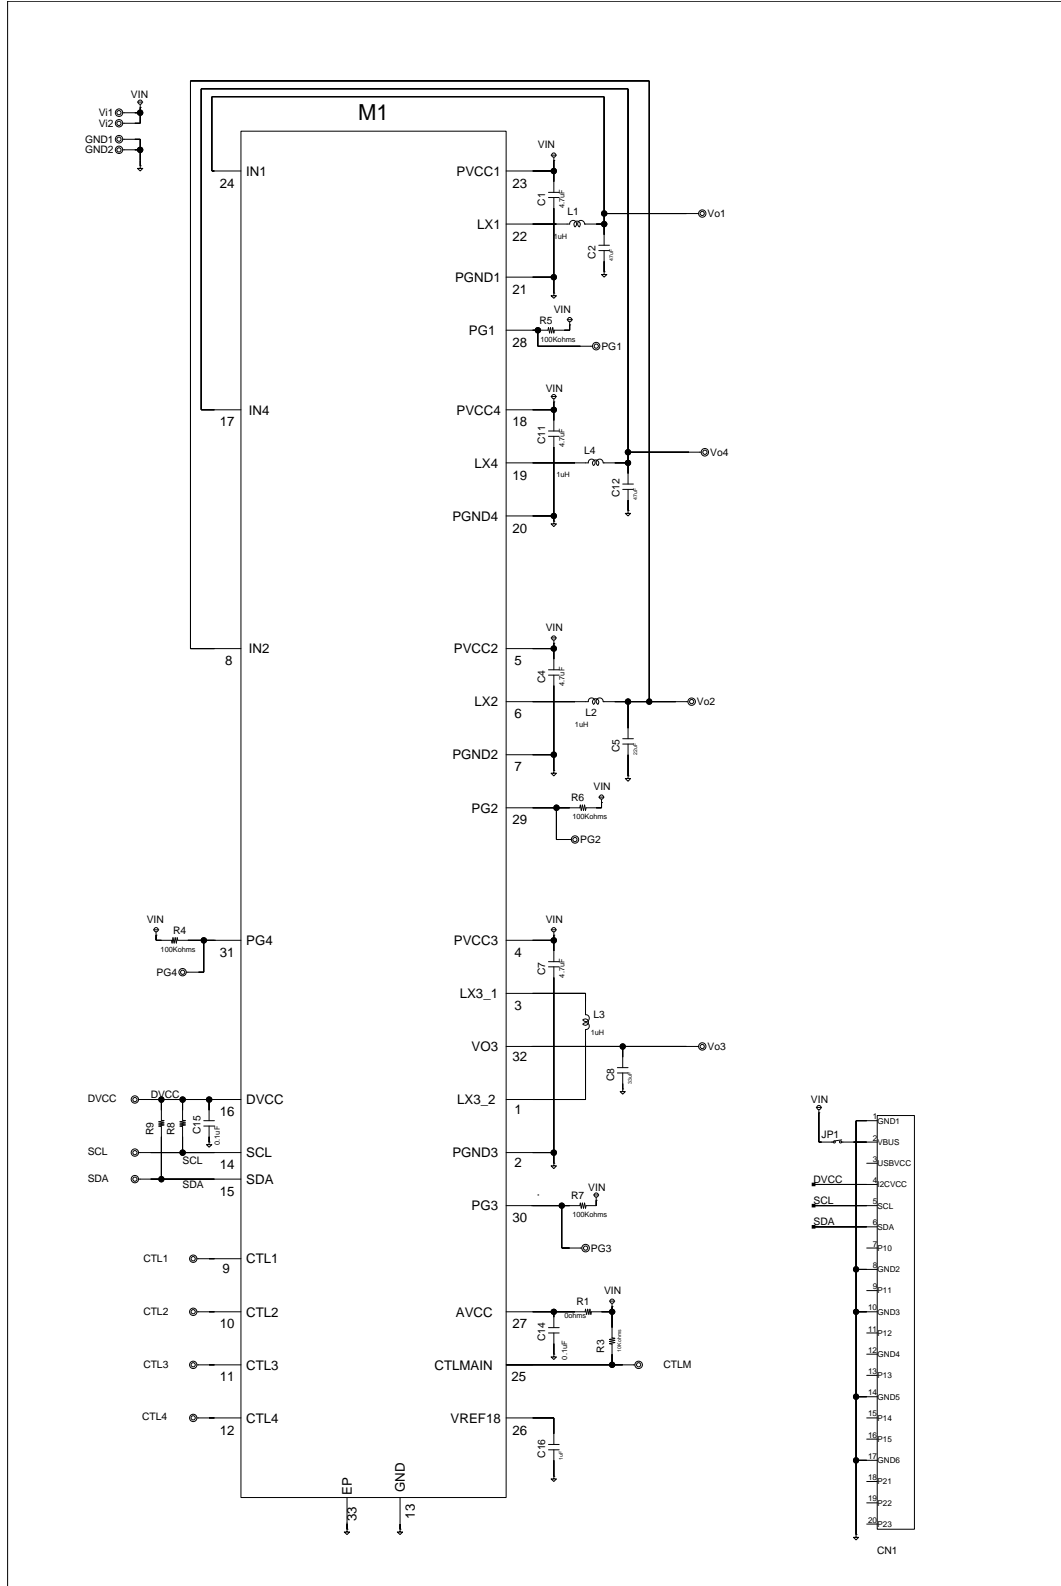 VIN
Vi1
Vi2
GND1
GND2
M1
IN1
24
IN4
17
IN2
8
VIN
R4
100Kohms
PG4
31
PG4
DVCC
DVCC
DVCC
16
R9
R8
C15
0.1uF
SCL
SCL
SCL
14
SDA
SDA
SDA
15
CTL1
CTL1
9
CTL2
CTL2
10
CTL3
CTL3
11
CTL4
CTL4
12
EP
33
GND
13
VIN
PVCC1
23
C1
4.7uF
L1
1uH
LX1
22
C2
47uF
Vo1
PGND1
21
VIN
R5
100Kohms
PG1
28
PG1
VIN
PVCC4
18
C11
4.7uF
L4
1uH
LX4
19
C12
47uF
Vo4
PGND4
20
VIN
PVCC2
5
C4
4.7uF
LX2
6
L2
1uH
C5
22uF
Vo2
PGND2
7
VIN
R6
100Kohms
PG2
29
PG2
VIN
PVCC3
4
C7
4.7uF
LX3_1
3
L3
1uH
VO3
32
C8
Vo3
LX3_2
1
PGND3
2
VIN
R7
100Kohms
PG3
30
PG3
VIN
AVCC
27
R1
0ohms
C14
0.1uF
R3
10Kohms
CTLMAIN
25
CTLM
VREF18
26
C16
1uF
VIN
JP1
DVCC
SCL
SDA
1 GND1
2 VBUS
3 USBVCC
4 I2CVCC
5 SCL
6 SDA
7 P10
8 GND2
9 P11
10 GND3
11 P12
12 GND4
13 P13
14 GND5
15 P14
16 P15
17 GND6
18 P21
19 P22
20 P23
CN1